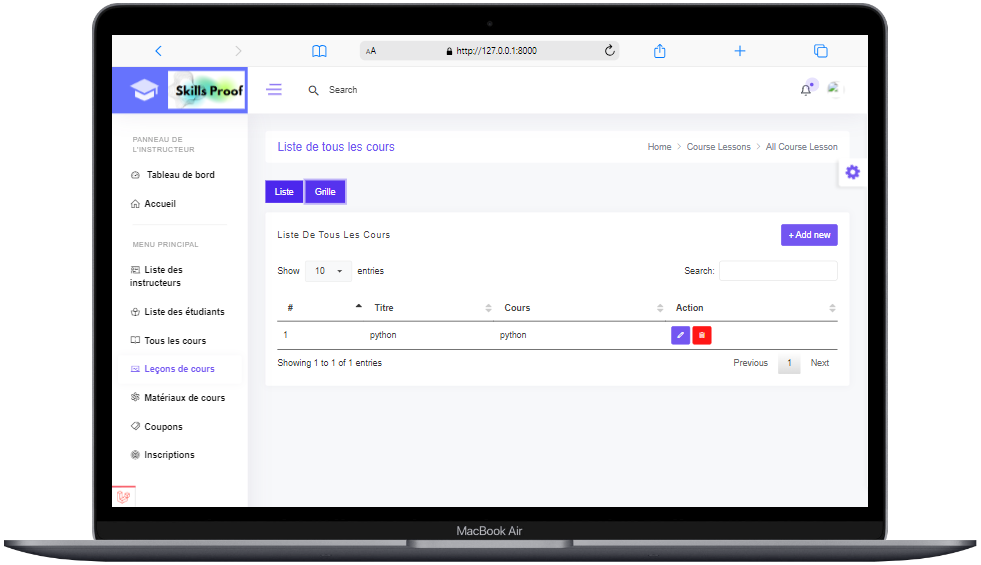 AA http://127.0.0.1:8000
Skills Proof
Search
PANNEAU DE
L'INSTRUCTEUR
Tableau de bord
Accueil
MENU PRINCIPAL
Liste des
instructeurs
Liste des étudiants
Tous les cours
Leçons de cours
Matériaux de cours
Coupons
Inscriptions
Liste de tous les cours
Home > Course Lessons > All Course Lesson
Liste Grille
Liste De Tous Les Cours
+ Add new
Show 10 entries
Search:
# Titre Cours Action
1 python python
Showing 1 to 1 of 1 entries
Previous 1 Next
MacBook Air